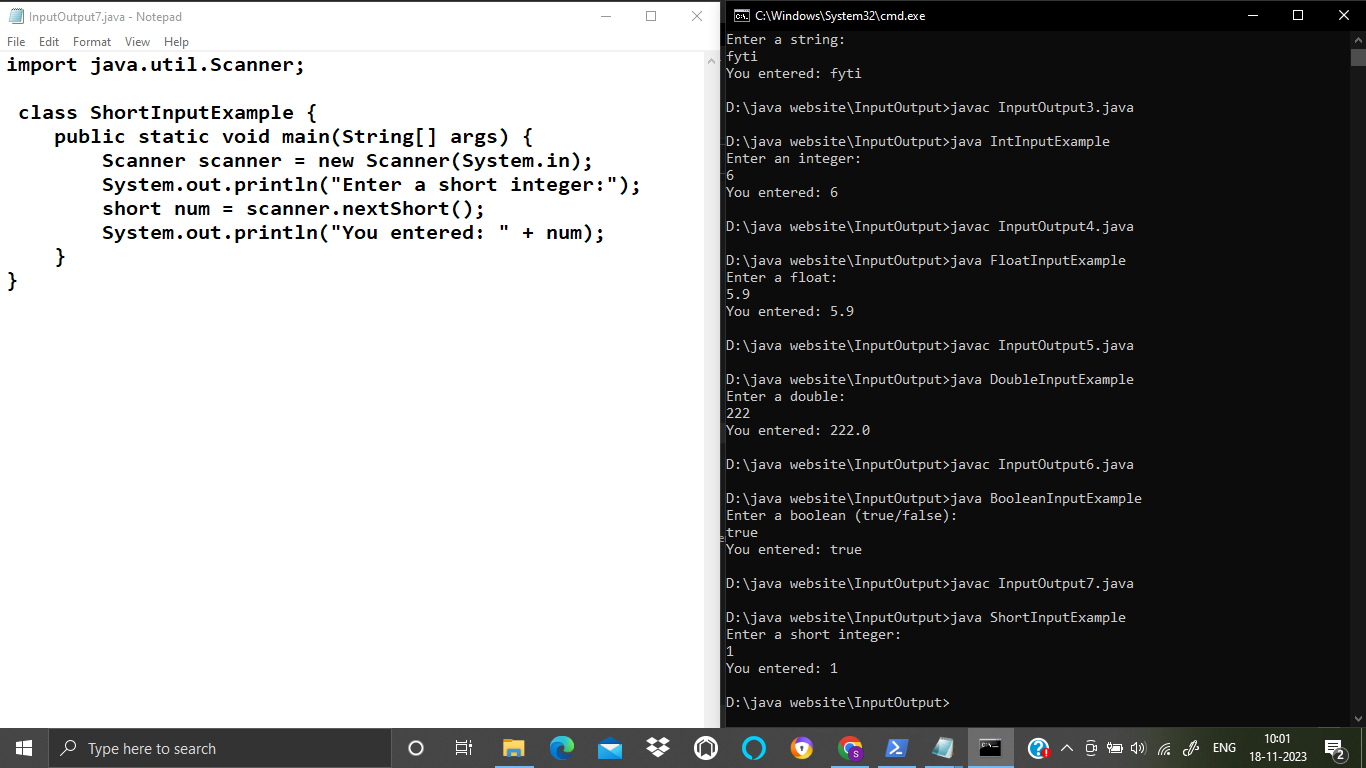 InputOutput7.java - Notepad
File Edit Format View Help
import java.util.Scanner;
class ShortInputExample {
public static void main(String[] args) {
Scanner scanner = new Scanner(System.in);
System.out.println("Enter a short integer:");
short num = scanner.nextShort();
System.out.println("You entered: " + num);
}
}
C:\Windows\System32\cmd.exe
Enter a string:
fyti
You entered: fyti
D:\java website\InputOutput>javac InputOutput3.java
D:\java website\InputOutput>java IntInputExample
Enter an integer:
6
You entered: 6
D:\java website\InputOutput>javac InputOutput4.java
D:\java website\InputOutput>java FloatInputExample
Enter a float:
5.9
You entered: 5.9
D:\java website\InputOutput>javac InputOutput5.java
D:\java website\InputOutput>java DoubleInputExample
Enter a double:
222
You entered: 222.0
D:\java website\InputOutput>javac InputOutput6.java
D:\java website\InputOutput>java BooleanInputExample
Enter a boolean (true/false):
true
You entered: true
D:\java website\InputOutput>javac InputOutput7.java
D:\java website\InputOutput>java ShortInputExample
Enter a short integer:
1
You entered: 1
D:\java website\InputOutput>
Type here to search
ENG
10:01
18-11-2023
2